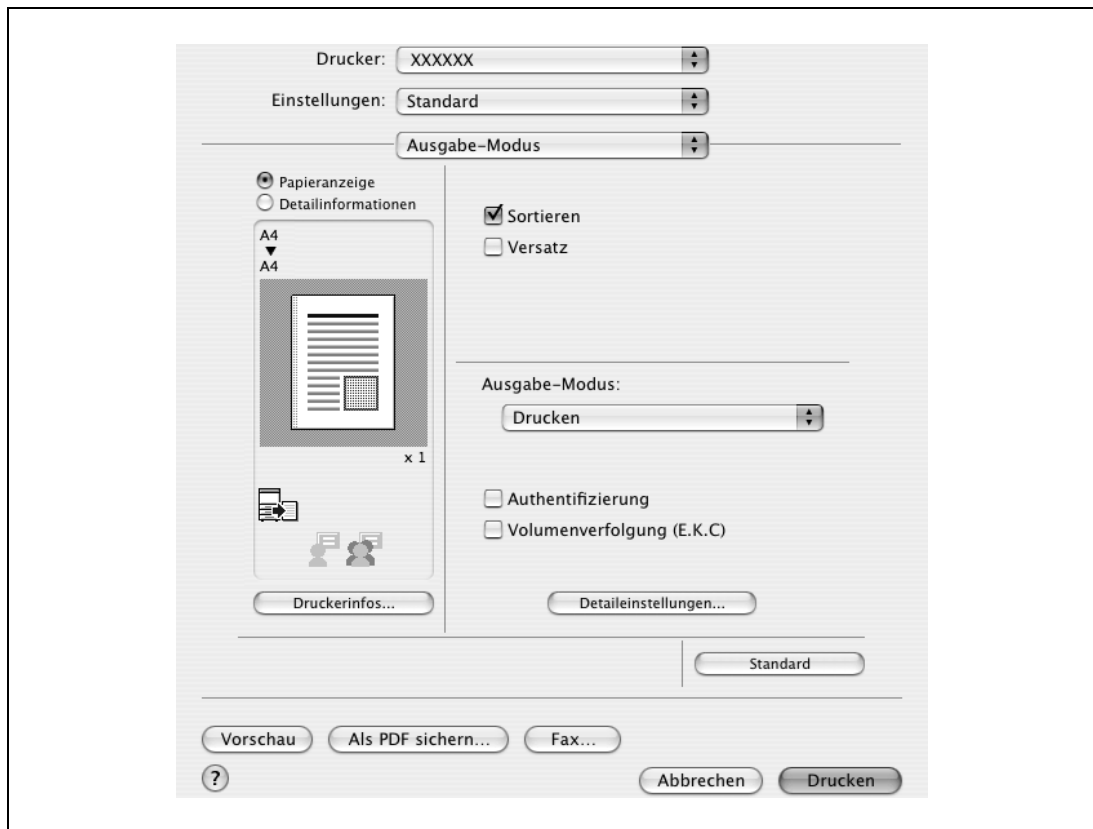 Drucker: XXXXXX
Einstellungen: Standard
Ausgabe-Modus
Papieranzeige
Detailinformationen
A4
A4
x 1
Druckerinfos...
Sortieren
Versatz
Ausgabe-Modus:
Drucken
Authentifizierung
Volumenverfolgung (E.K.C)
Detaileinstellungen...
Standard
Vorschau Als PDF sichern... Fax...
? Abbrechen Drucken